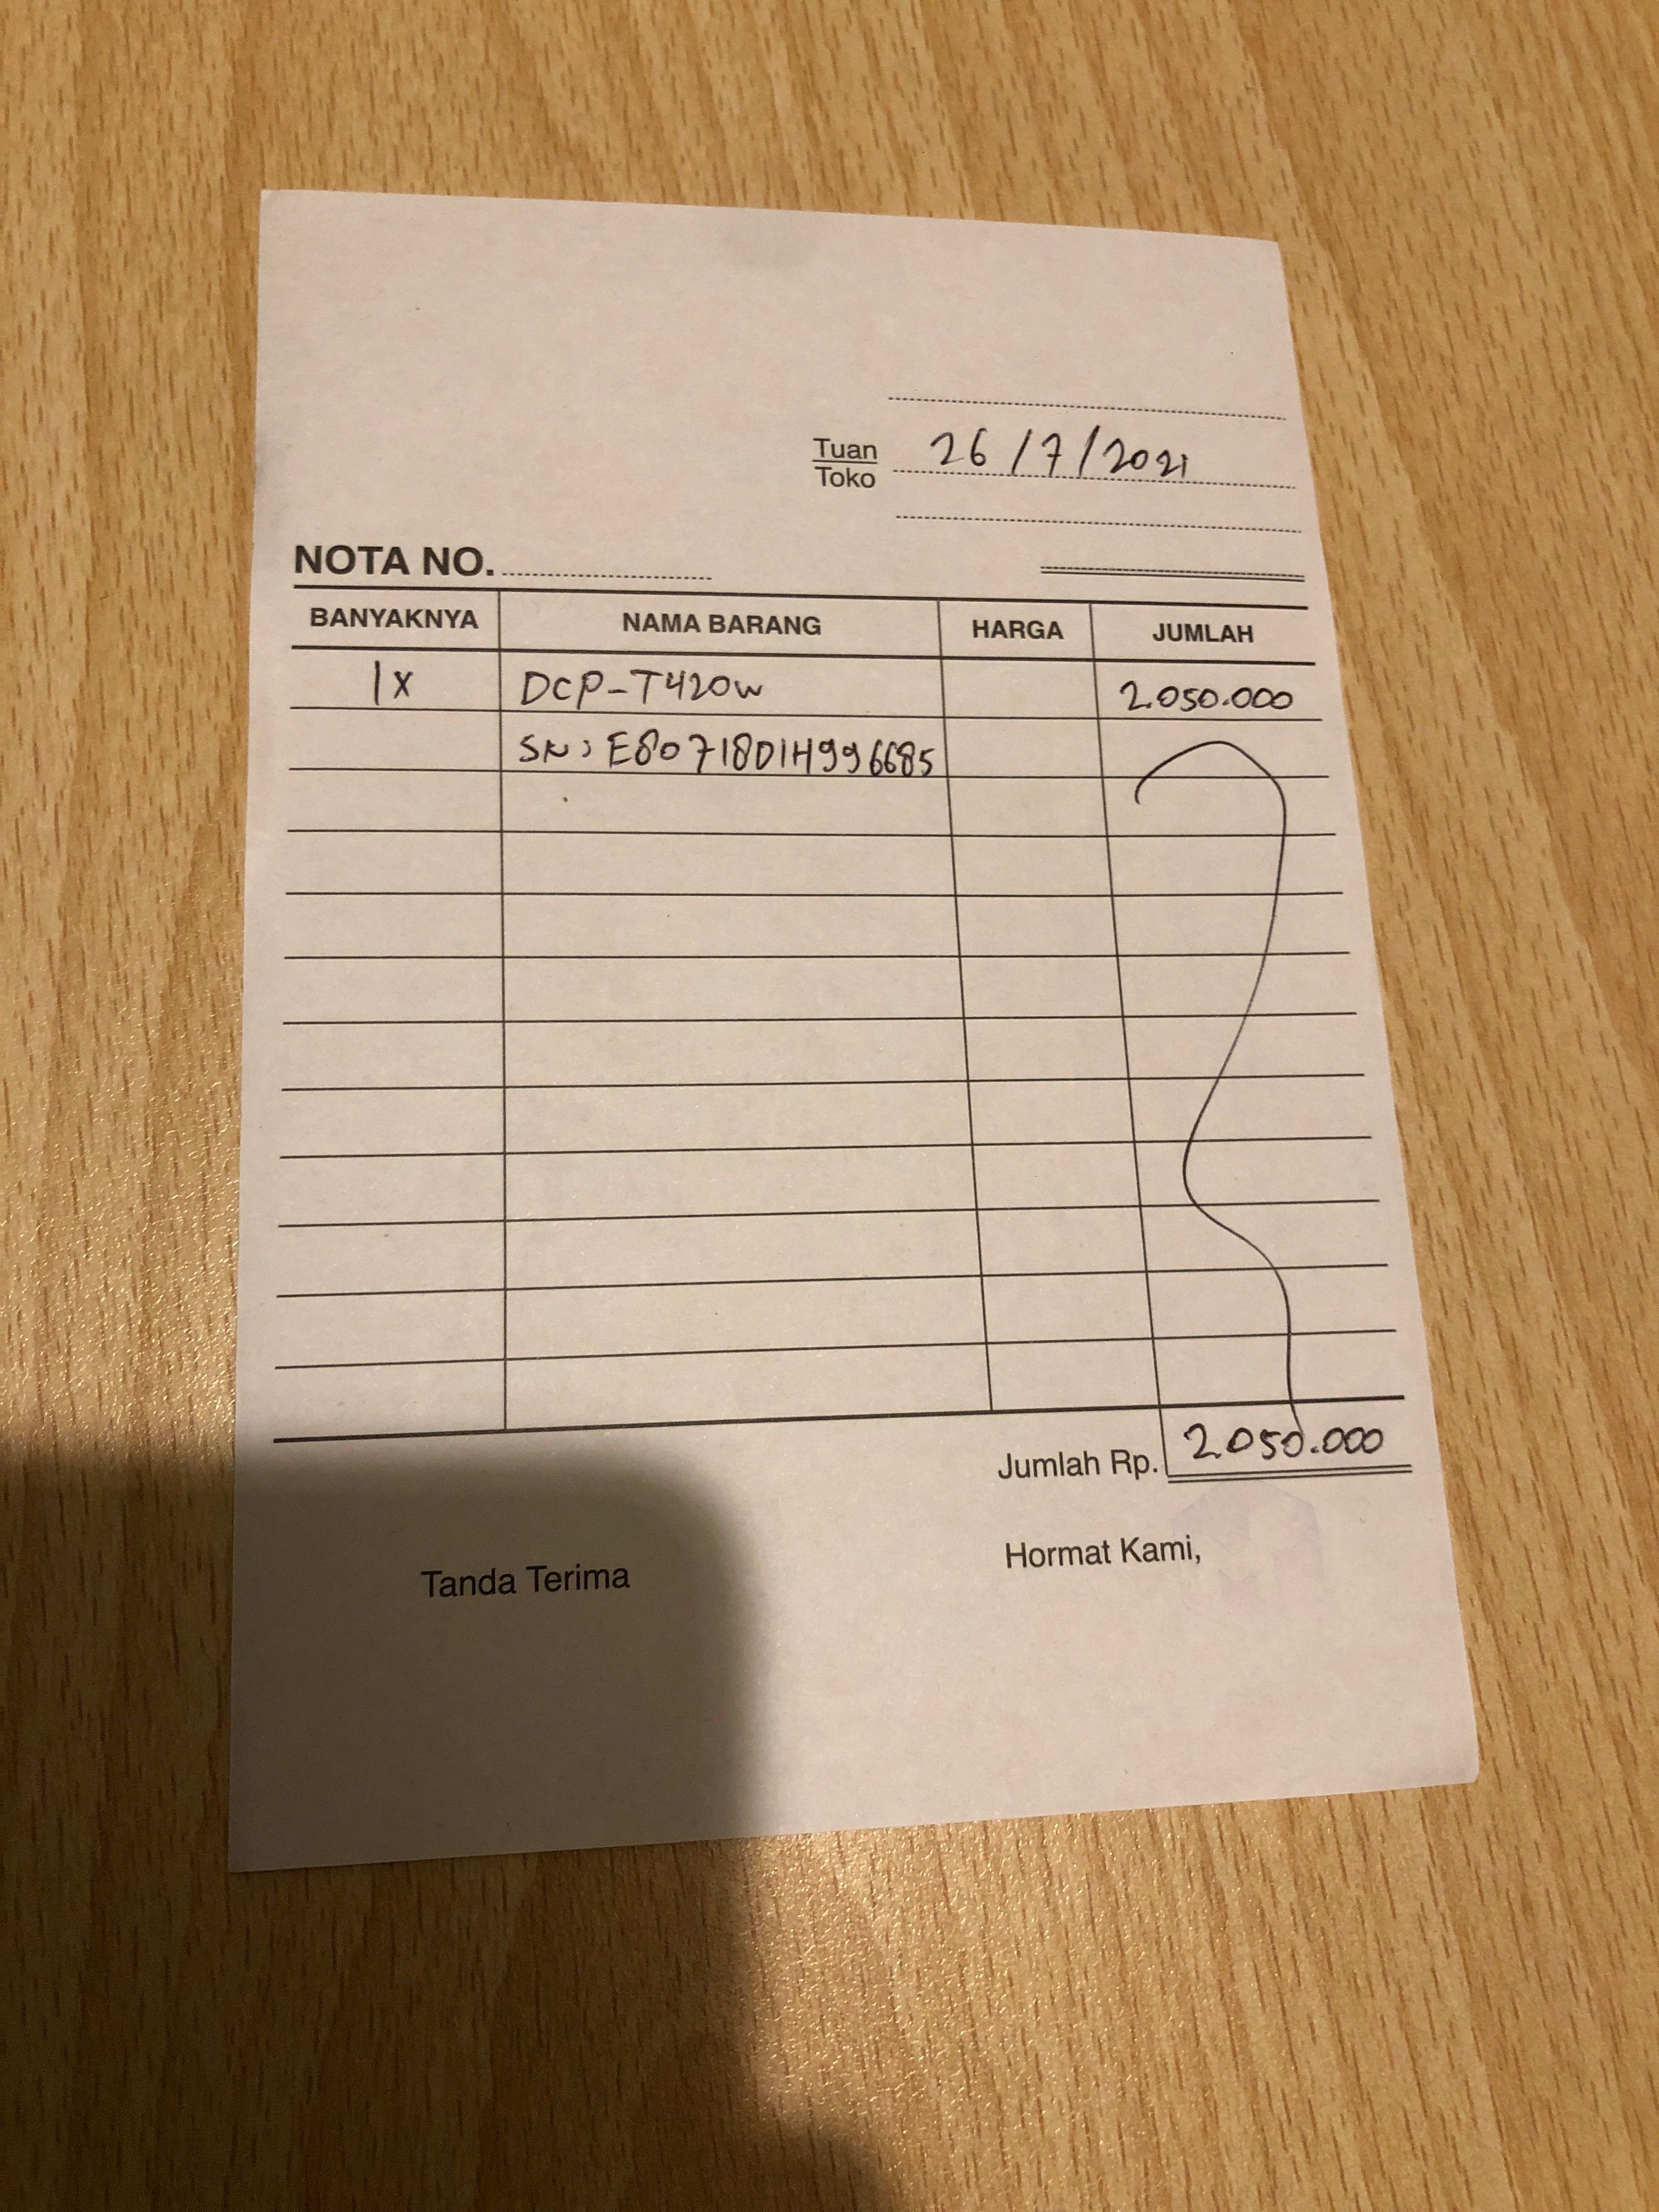 Tuan
Toko
26/7/2021
NOTA NO.
BANYAKNYA NAMA BARANG HARGA JUMLAH
1x DCP-T420W 2.050.000
SN: E80718D1H996685
Jumlah Rp. 2.050.000
Tanda Terima Hormat Kami,